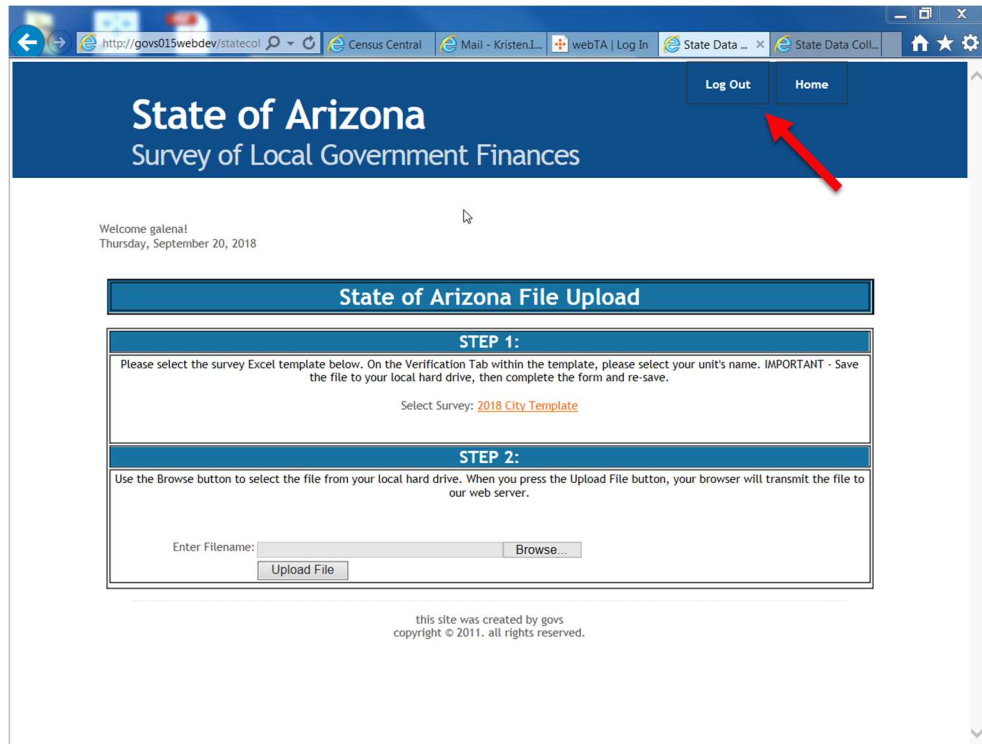 http://govs015webdev/statecol
Census Central
Mail - Kristen.I...
webTA | Log In
State Data ...
State Data Coll...
Log Out
Home
State of Arizona
Survey of Local Government Finances
Welcome galena!
Thursday, September 20, 2018
State of Arizona File Upload
STEP 1:
Please select the survey Excel template below. On the Verification Tab within the template, please select your unit's name. IMPORTANT - Save
the file to your local hard drive, then complete the form and re-save.
Select Survey: 2018 City Template
STEP 2:
Use the Browse button to select the file from your local hard drive. When you press the Upload File button, your browser will transmit the file to
our web server.
Enter Filename:
Browse...
Upload File
this site was created by govs
copyright © 2011. all rights reserved.